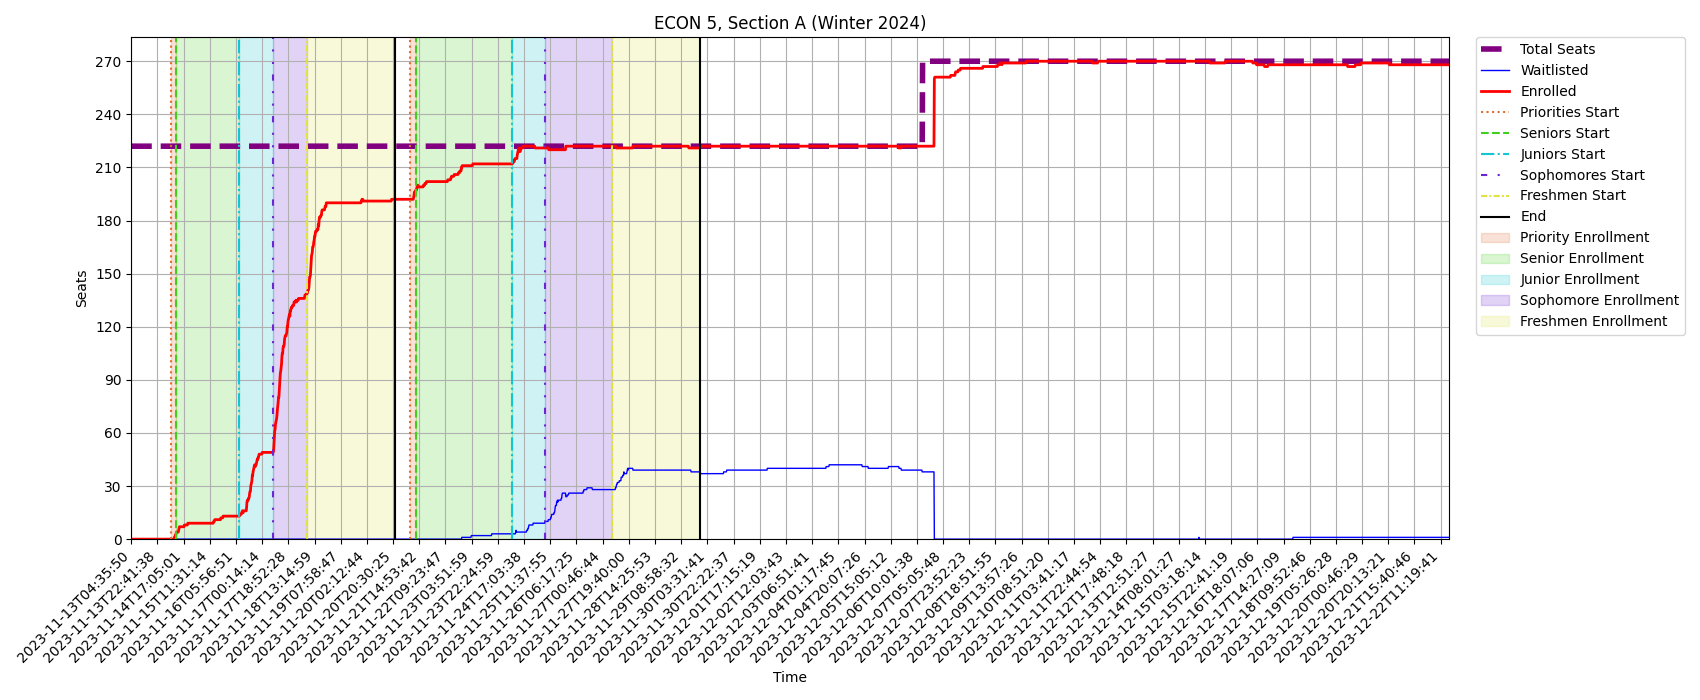 ECON 5, Section A (Winter 2024)
Seats
270
240
210
180
150
120
90
60
30
0
2023-11-13T04:35:50
2023-11-13T22:41:38
2023-11-14T17:05:01
2023-11-15T11:31:14
2023-11-16T05:56:51
2023-11-17T00:14:14
2023-11-17T18:52:28
2023-11-18T13:14:59
2023-11-19T07:58:47
2023-11-20T02:12:44
2023-11-20T20:30:25
2023-11-21T14:53:42
2023-11-22T09:23:47
2023-11-23T03:51:59
2023-11-23T22:24:59
2023-11-24T17:03:38
2023-11-25T11:37:55
2023-11-26T06:17:25
2023-11-27T00:46:44
2023-11-27T19:40:00
2023-11-28T14:25:53
2023-11-29T08:58:32
2023-11-30T03:31:41
2023-11-30T22:22:37
2023-12-01T17:15:19
2023-12-02T12:03:43
2023-12-03T06:51:41
2023-12-04T01:17:45
2023-12-04T20:07:26
2023-12-05T15:05:12
2023-12-06T10:01:38
2023-12-07T05:05:48
2023-12-07T23:52:23
2023-12-08T18:51:55
2023-12-09T13:57:26
2023-12-10T08:51:20
2023-12-11T03:41:17
2023-12-11T22:44:54
2023-12-12T17:48:18
2023-12-13T12:51:27
2023-12-14T08:01:27
2023-12-15T03:18:14
2023-12-15T22:41:19
2023-12-16T18:07:06
2023-12-17T14:27:09
2023-12-18T09:52:46
2023-12-19T05:26:28
2023-12-20T00:46:29
2023-12-20T20:13:21
2023-12-21T15:40:46
2023-12-22T11:19:41
Time
Total Seats
Waitlisted
Enrolled
Priorities Start
Seniors Start
Juniors Start
Sophomores Start
Freshmen Start
End
Priority Enrollment
Senior Enrollment
Junior Enrollment
Sophomore Enrollment
Freshmen Enrollment